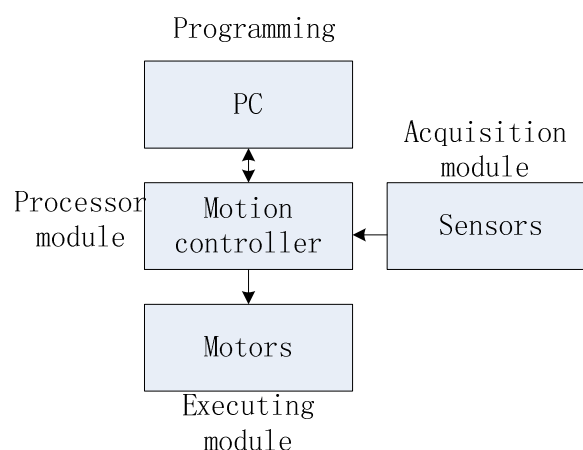 Programming
PC
Acquisition
module
Processor
module
Motion
controller
Sensors
Motors
Executing
module